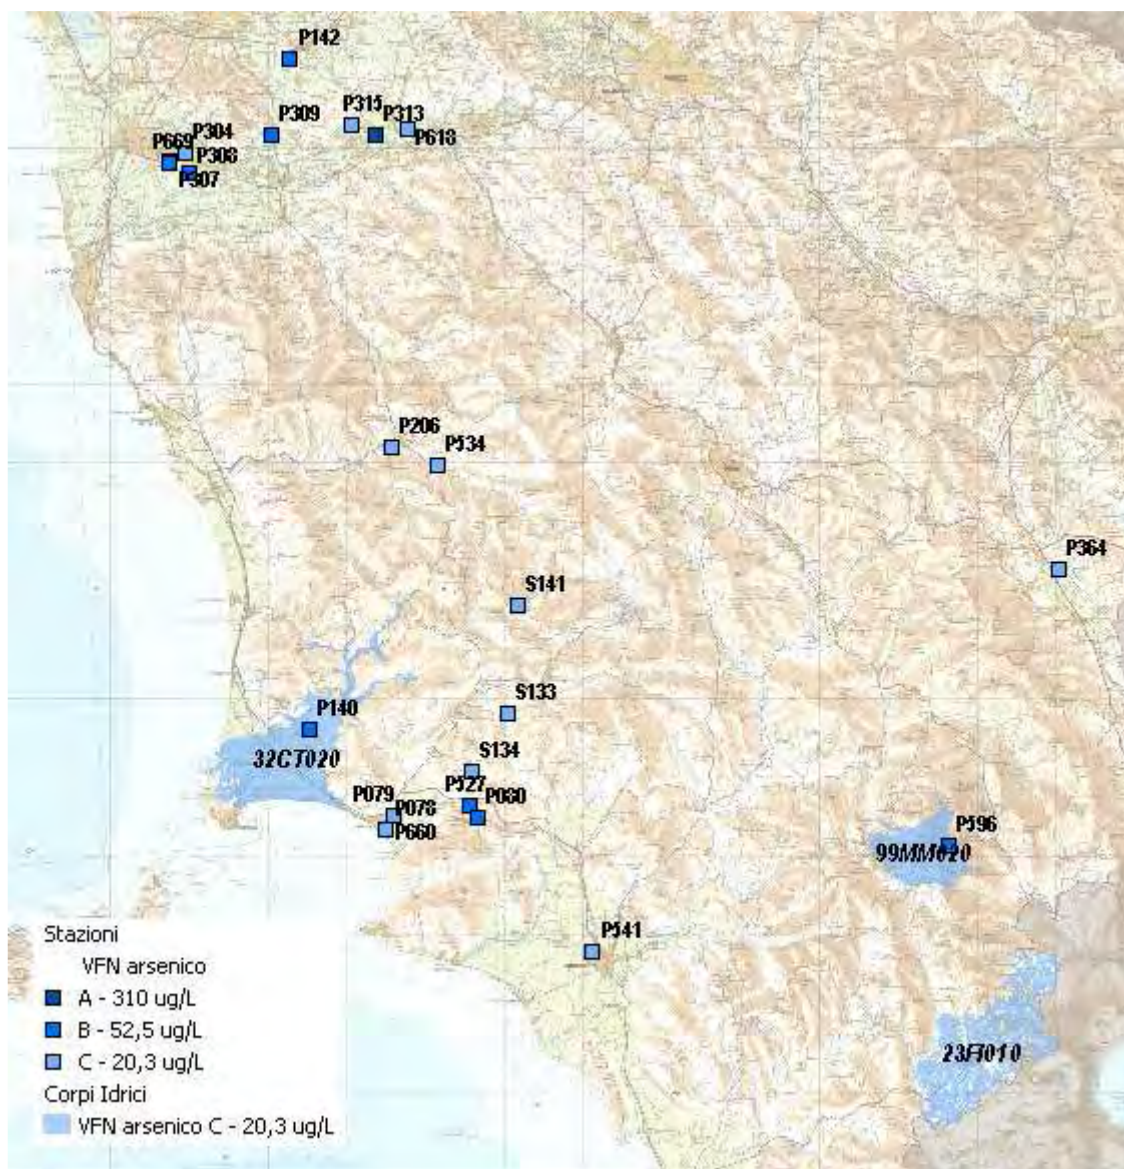 P142
P315
P313
P309
P618
P304
P669
P308
P307
P206
P534
P364
S141
S133
P140
32CT020
S134
P527
P080
P079
P078
P660
P596
99MM020
P541
23FI010
Stazioni
VFN arsenico
A - 310 ug/L
B - 52,5 ug/L
C - 20,3 ug/L
Corpi Idrici
VFN arsenico C - 20,3 ug/L